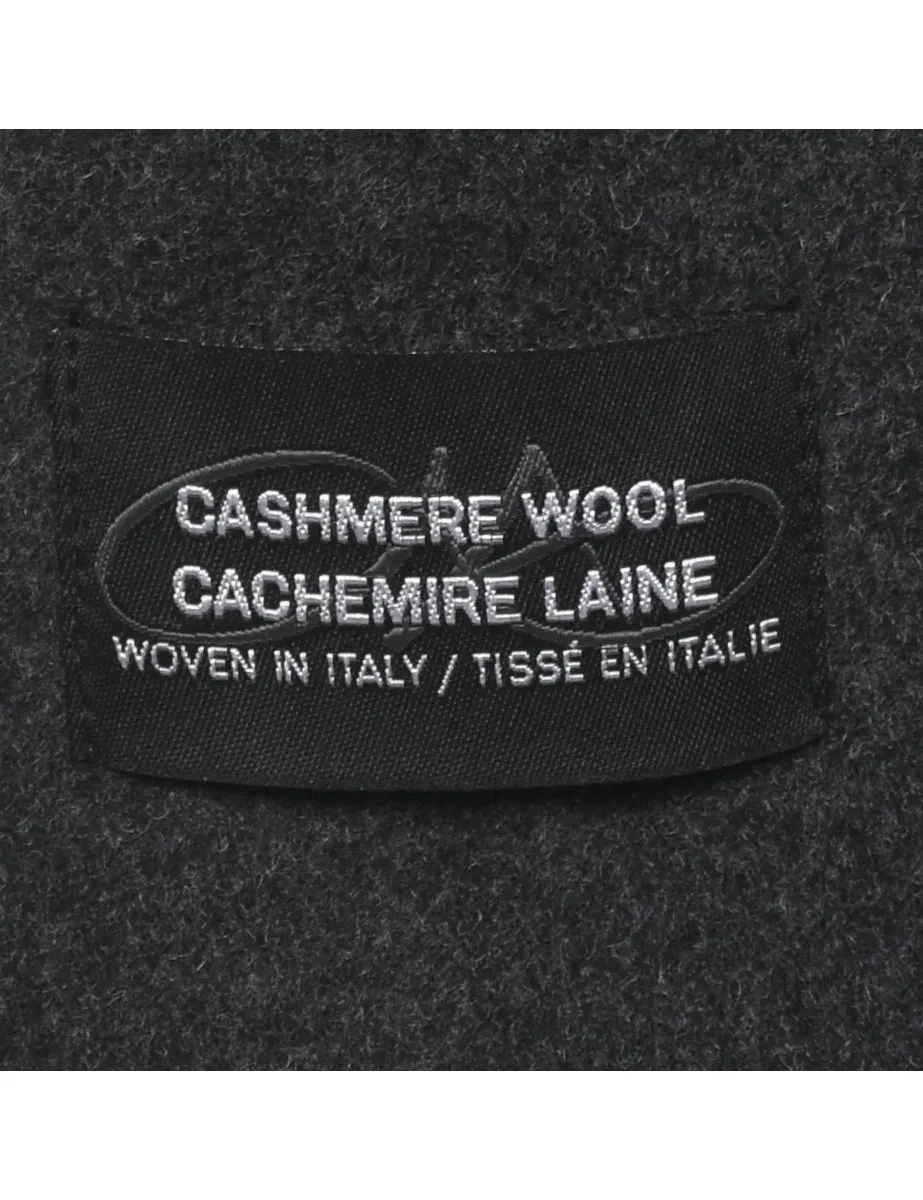 CASHMERE WOOL
CACHEMIRE LAINE
WOVEN IN ITALY / TISSÉ EN ITALIE